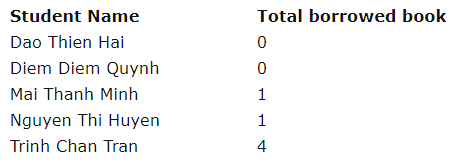 Student Name Total borrowed book
Dao Thien Hai 0
Diem Diem Quynh 0
Mai Thanh Minh 1
Nguyen Thi Huyen 1
Trinh Chan Tran 4